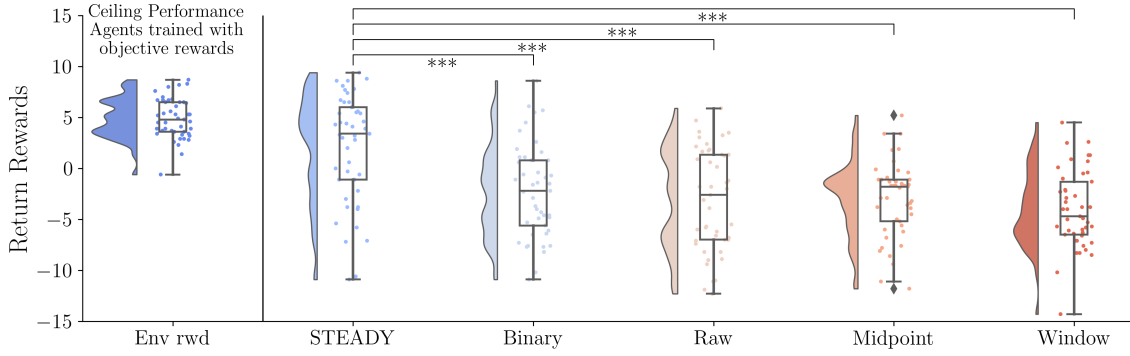 Ceiling Performance
Agents trained with
objective rewards
***
***
***
***
Return Rewards
15
10
5
0
−5
−10
−15
Env rwd
STEADY
Binary
Raw
Midpoint
Window